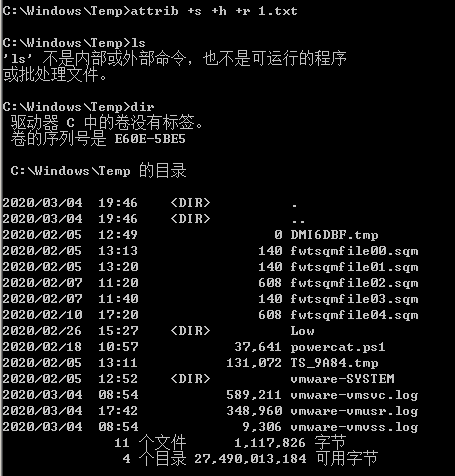 C:\Windows\Temp>attrib +s +h +r 1.txt
C:\Windows\Temp>ls
'ls' 不是内部或外部命令，也不是可运行的程序
或批处理文件。
C:\Windows\Temp>dir
驱动器 C 中的卷没有标签。
卷的序列号是 E60E-5BE5
C:\Windows\Temp 的目录
2020/03/04  19:46    <DIR>          .
2020/03/04  19:46    <DIR>          ..
2020/02/05  12:49                 0 DMI6DBF.tmp
2020/02/05  13:13               140 fwtsqmfile00.sqm
2020/02/05  13:20               140 fwtsqmfile01.sqm
2020/02/07  11:20               608 fwtsqmfile02.sqm
2020/02/07  11:40               140 fwtsqmfile03.sqm
2020/02/10  17:20               608 fwtsqmfile04.sqm
2020/02/26  15:27    <DIR>          Low
2020/02/18  10:57            37,641 powercat.ps1
2020/02/05  13:11           131,072 TS_9A84.tmp
2020/02/05  12:52    <DIR>          vmware-SYSTEM
2020/03/04  08:54           589,211 vmware-vmsvc.log
2020/03/04  17:42           348,960 vmware-vmusr.log
2020/03/04  08:54             9,306 vmware-vmvss.log
11 个文件      1,117,826 字节
4 个目录 27,490,013,184 可用字节